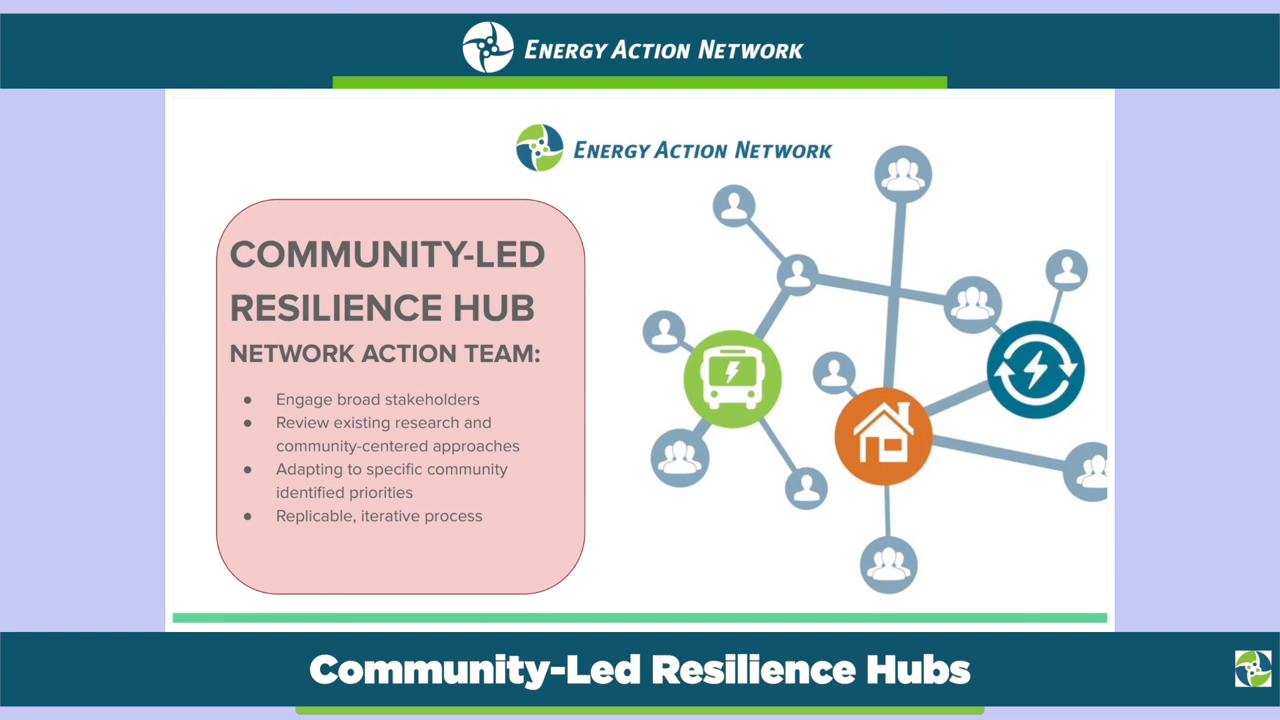 ENERGY ACTION NETWORK
ENERGY ACTION NETWORK
COMMUNITY-LED
RESILIENCE HUB
NETWORK ACTION TEAM:
● Engage broad stakeholders
● Review existing research and
community-centered approaches
● Adapting to specific community
identified priorities
● Replicable, iterative process
Community-Led Resilience Hubs